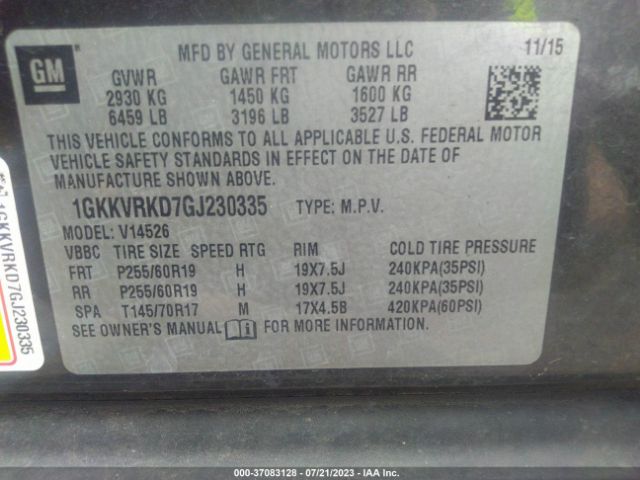 GM
MFD BY GENERAL MOTORS LLC 11/15
GVWR GAWR FRT GAWR RR
2930 KG 1450 KG 1600 KG
6459 LB 3196 LB 3527 LB
THIS VEHICLE CONFORMS TO ALL APPLICABLE U.S. FEDERAL MOTOR
VEHICLE SAFETY STANDARDS IN EFFECT ON THE DATE OF
MANUFACTURE SHOWN ABOVE.
1GKKVRKD7GJ230335 TYPE: M.P.V.
MODEL: V14526
VBBC TIRE SIZE SPEED RTG RIM COLD TIRE PRESSURE
FRT P255/60R19 H 19X7.5J 240KPA(35PSI)
RR P255/60R19 H 19X7.5J 240KPA(35PSI)
SPA T145/70R17 M 17X4.5B 420KPA(60PSI)
SEE OWNER'S MANUAL FOR MORE INFORMATION.
1GKKVRKD7GJ230335
000-37083128 - 07/21/2023 - IAA Inc.